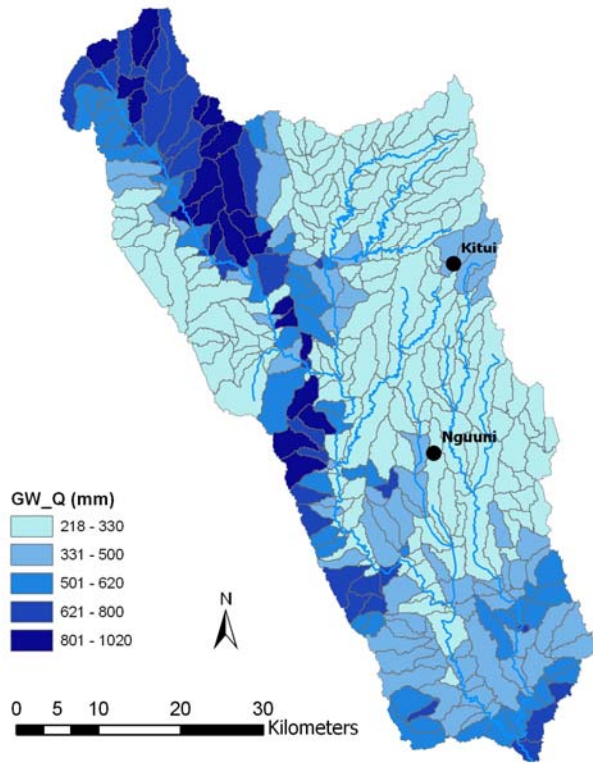 Kitui
Nguuni
GW_Q (mm)
218 - 330
331 - 500
501 - 620
621 - 800
801 - 1020
N
0 5 10 20 30
Kilometers